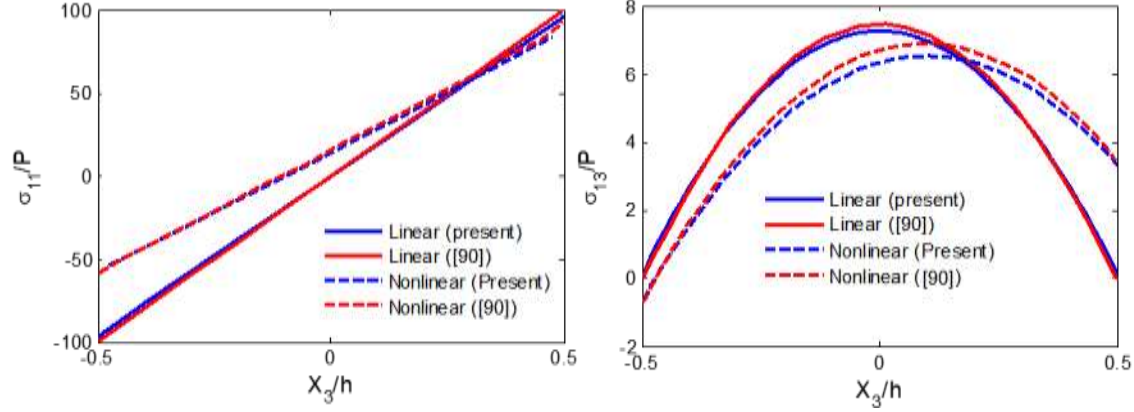 100
50
0
-50
-100
σ11/P
-0.5
0
0.5
X3/h
Linear (present)
Linear ([90])
Nonlinear (Present)
Nonlinear ([90])
8
6
4
2
0
-2
σ13/P
-0.5
0
0.5
X3/h
Linear (present)
Linear ([90])
Nonlinear (Present)
Nonlinear ([90])